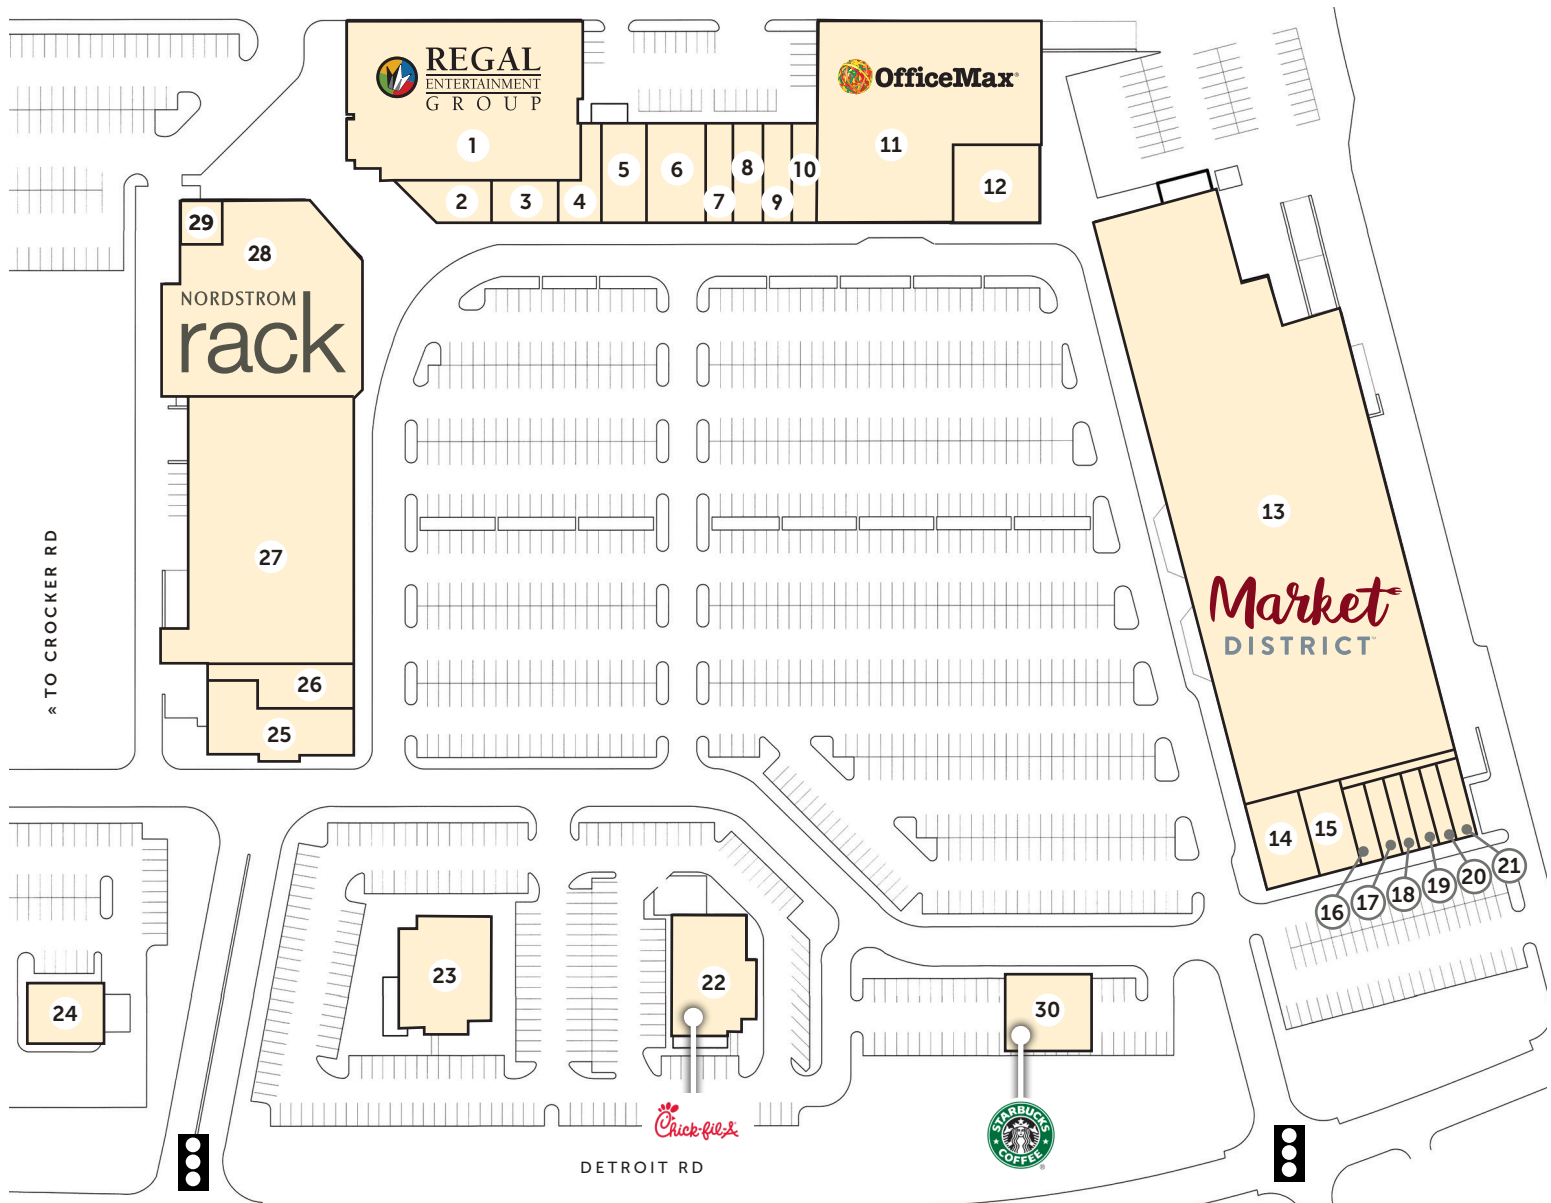 REGAL
ENTERTAINMENT
GROUP
1
2
3
4
5
6
7
8
9
10
OfficeMax®
11
12
29
28
NORDSTROM
rack
27
26
25
« TO CROCKER RD
13
Market
DISTRICT™
14
15
16
17
18
19
20
21
24
23
22
30
Chick-fil-A
STARBUCKS
COFFEE
®
DETROIT RD